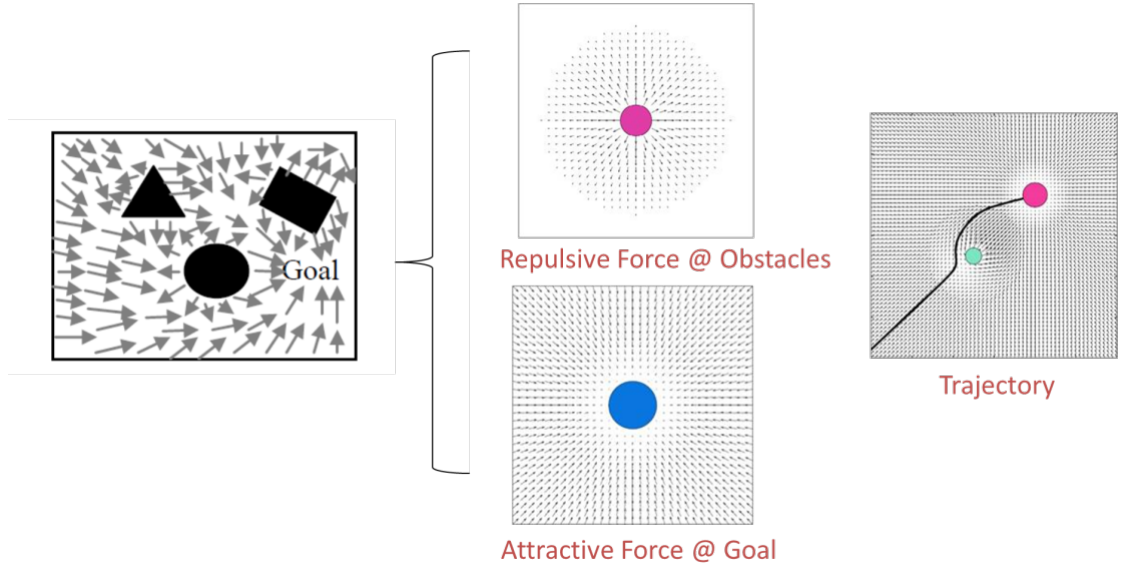 Goal
Repulsive Force @ Obstacles
Attractive Force @ Goal
Trajectory